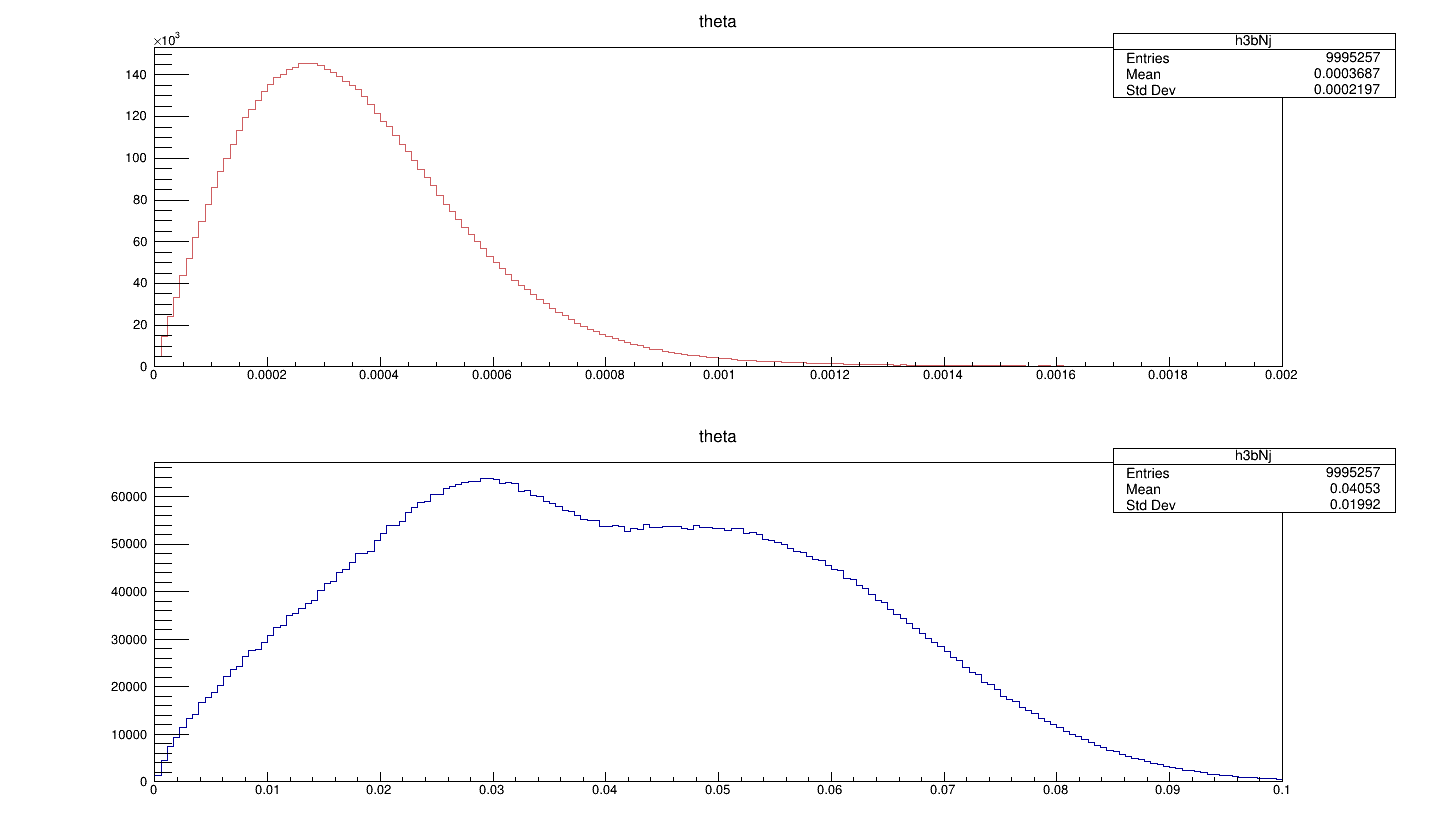 theta
×10³
h3bNj
Entries 9995257
Mean 0.0003687
Std Dev 0.0002197
140
120
100
80
60
40
20
0
0 0.0002 0.0004 0.0006 0.0008 0.001 0.0012 0.0014 0.0016 0.0018 0.002
theta
h3bNj
Entries 9995257
Mean 0.04053
Std Dev 0.01992
60000
50000
40000
30000
20000
10000
0
0 0.01 0.02 0.03 0.04 0.05 0.06 0.07 0.08 0.09 0.1